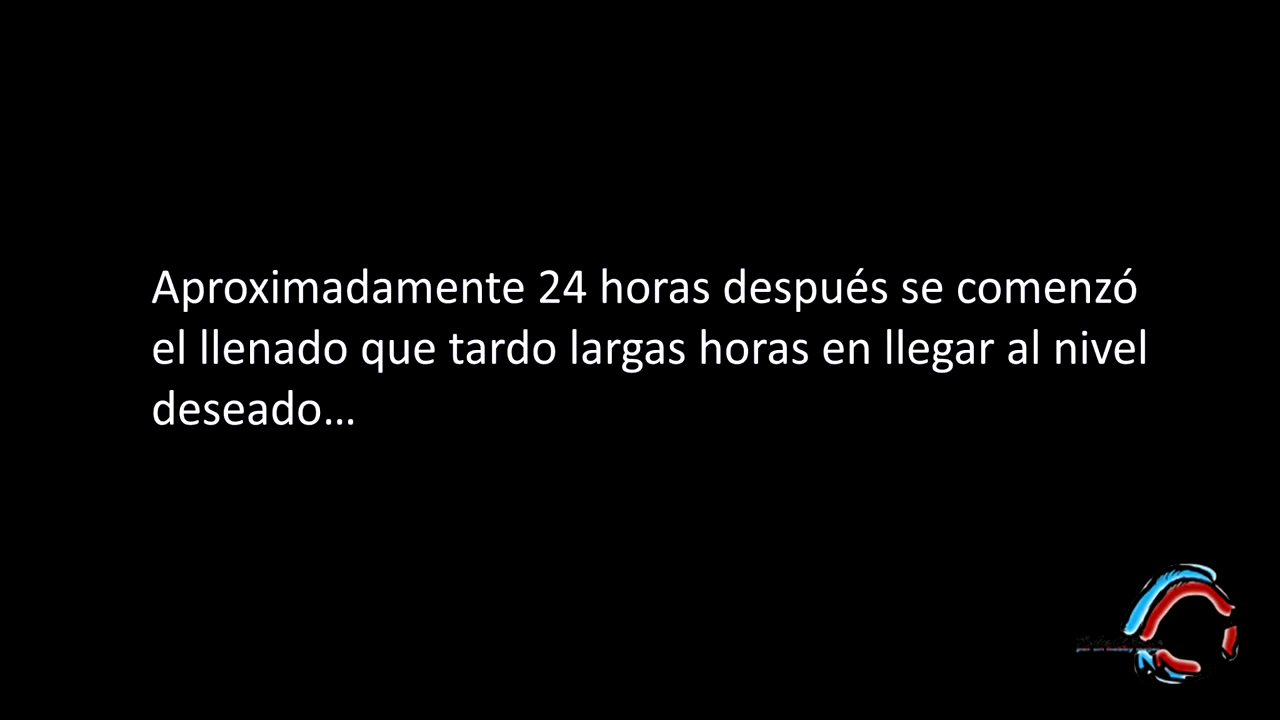 Aproximadamente 24 horas después se comenzó
el llenado que tardo largas horas en llegar al nivel
deseado...